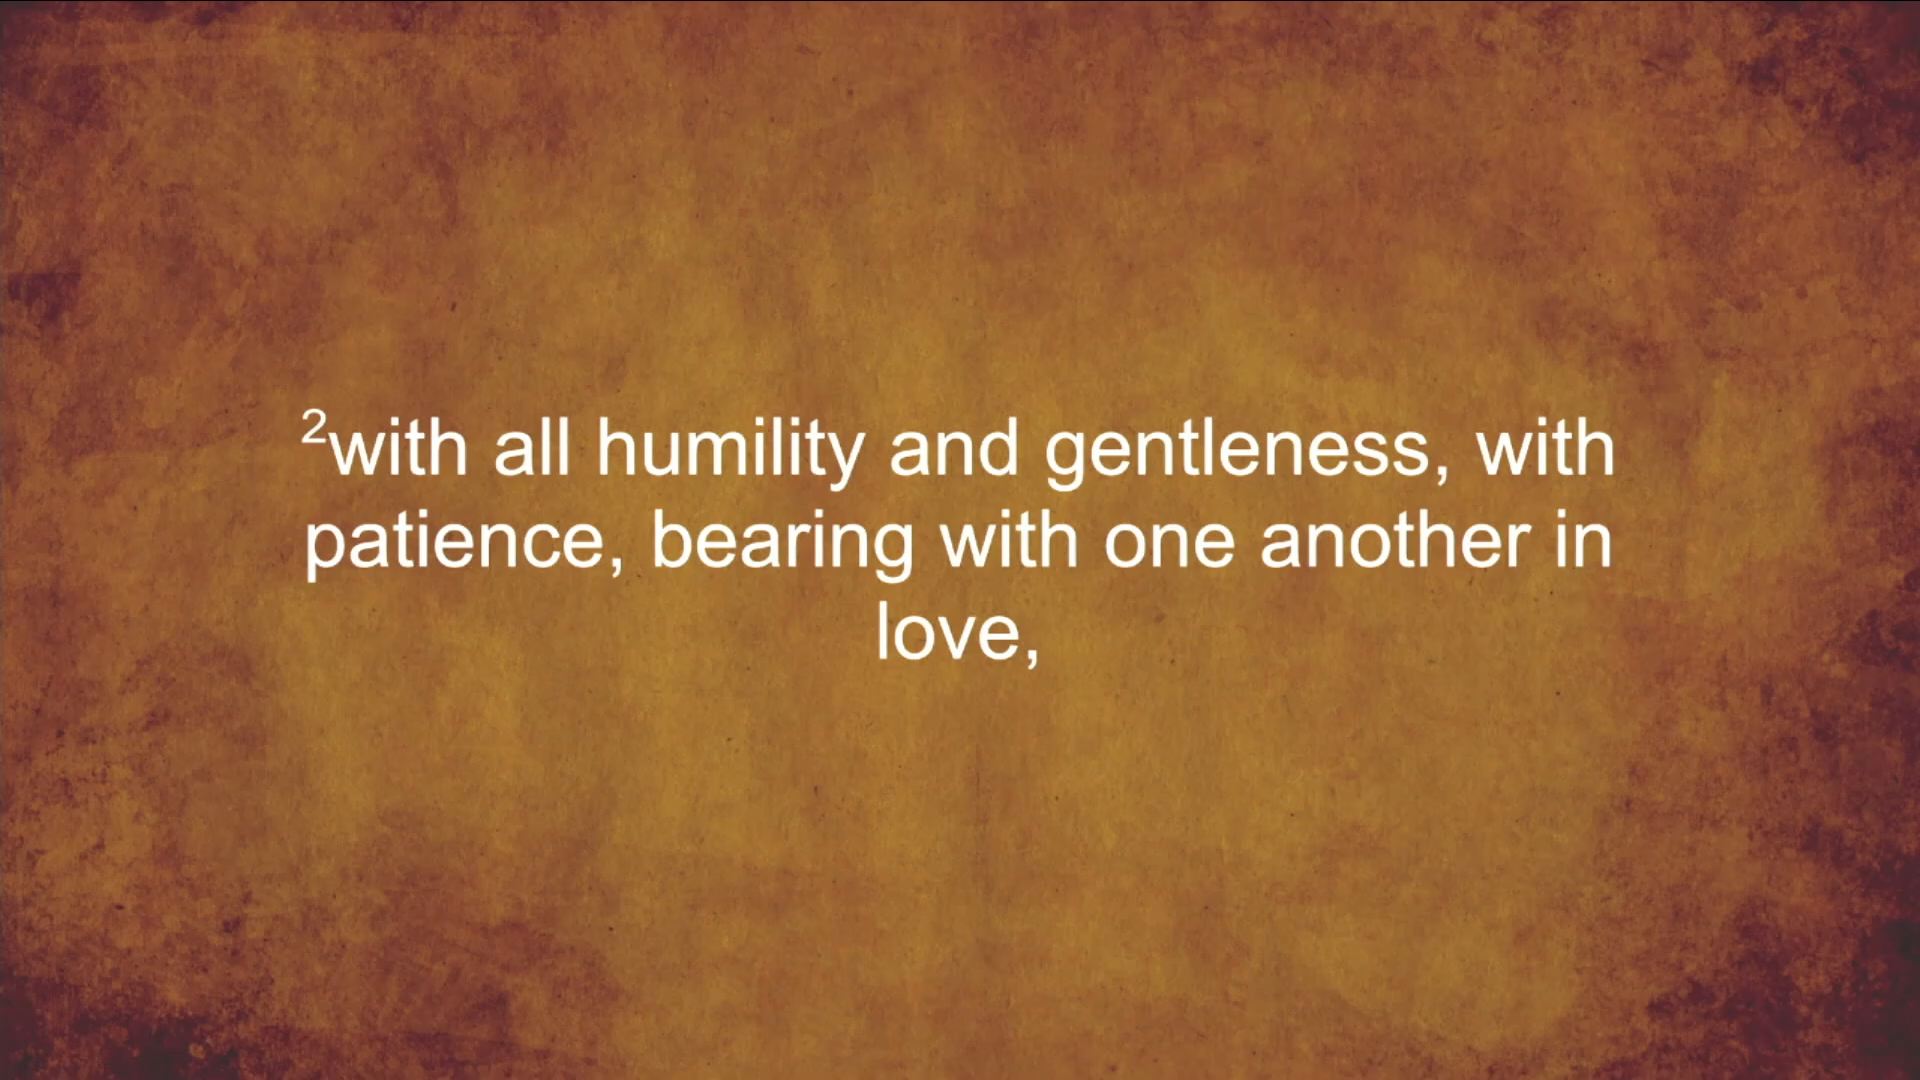 ²with all humility and gentleness, with
patience, bearing with one another in
love,